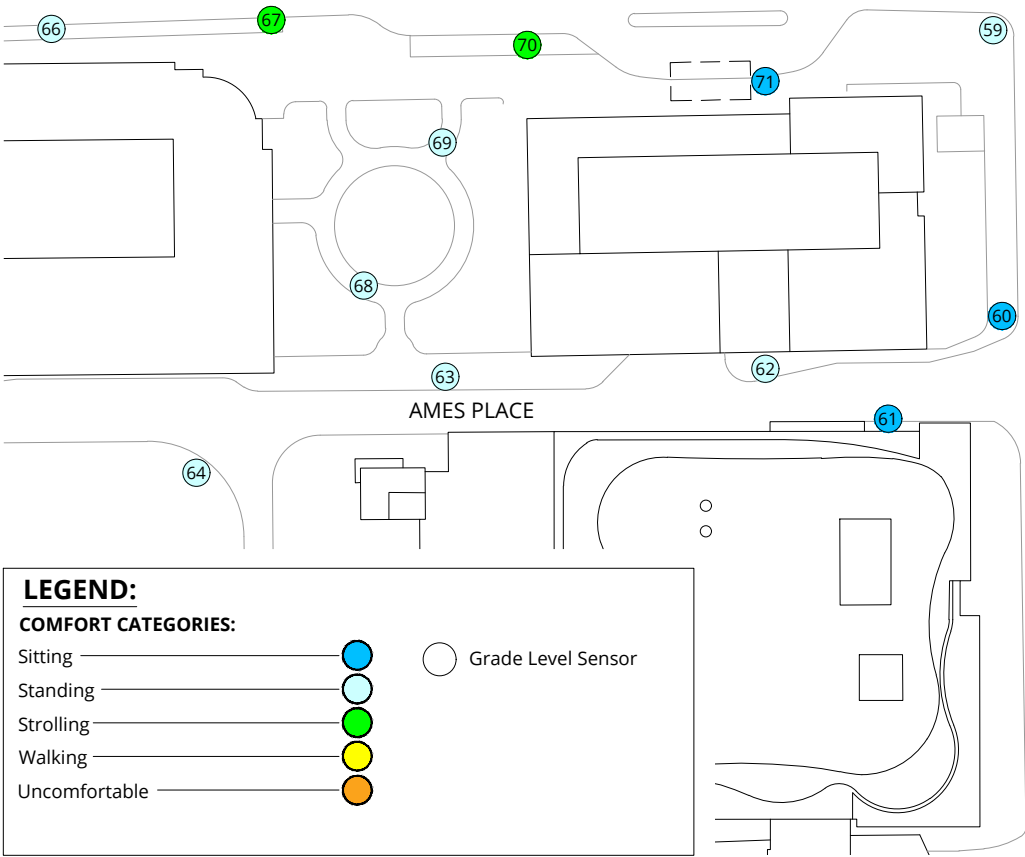 67
66
59
70
71
69
68
60
62
63
AMES PLACE
61
64
LEGEND:
COMFORT CATEGORIES:
Sitting
Grade Level Sensor
Standing
Strolling
Walking
Uncomfortable